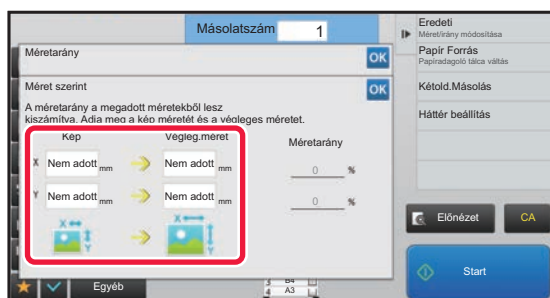 Másolatszám 1
Méretarány OK
Méret szerint OK
A méretarány a megadott méretekből lesz
kiszámítva. Adja meg a kép méretét és a végleges méretet.
Kép Végleg.méret Méretarány
X Nem adott mm Nem adott mm 0 %
Y Nem adott mm Nem adott mm 0 %
X Y X Y
Egyéb
3 B4
4 A3
Eredeti
Méret/irány módosítása
Papír Forrás
Papíradagoló tálca váltás
Kétold.Másolás
Háttér beállítás
Előnézet CA
Start